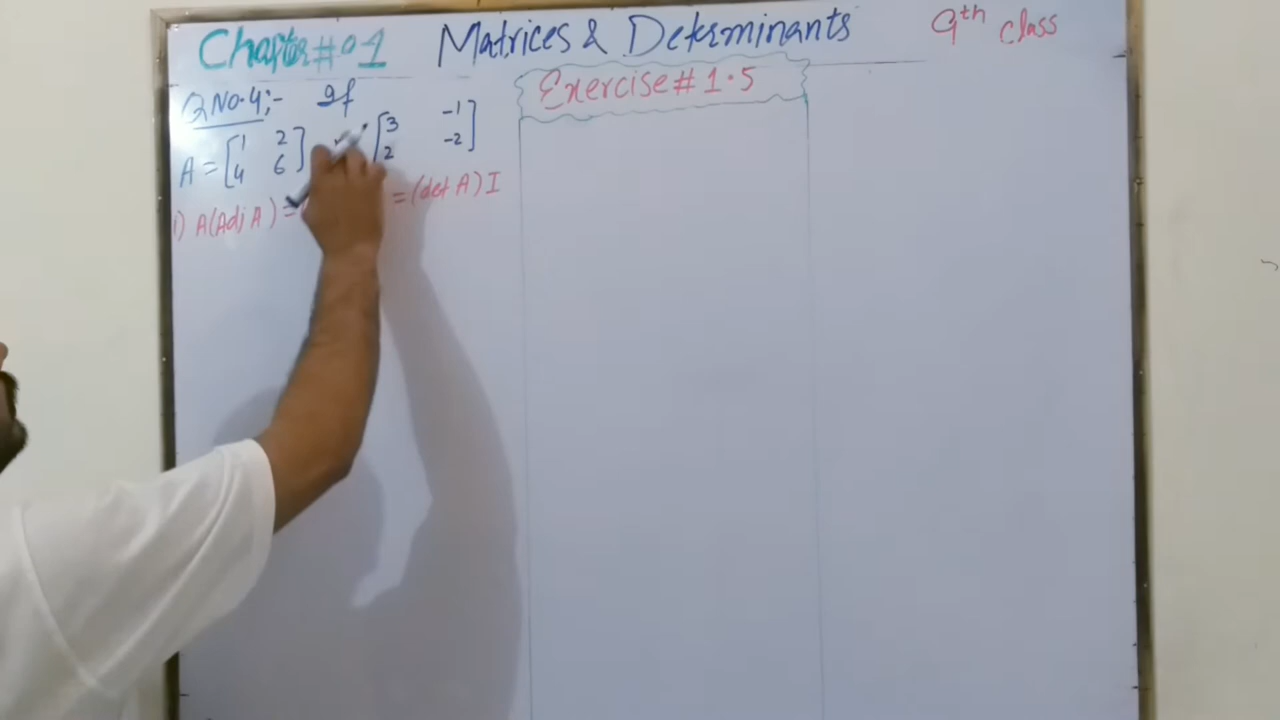 Chapter # 01 Matrices & Determinants 9th class
Exercise # 1.5
Q NO.4:- If
A = [1 2 [3 -1
4 6] 2 -2]
i) A(Adj A) = = (det A) I